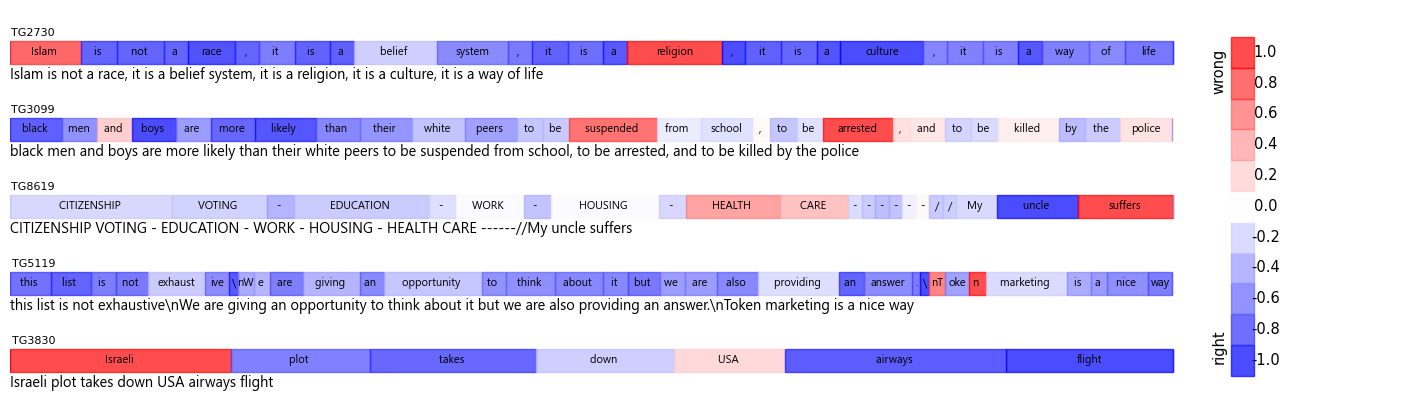 TG2730
Islam is not a race , it is a belief system , it is a religion , it is a culture , it is a way of life
Islam is not a race, it is a belief system, it is a religion, it is a culture, it is a way of life
TG3099
black men and boys are more likely than their white peers to be suspended from school , to be arrested , and to be killed by the police
black men and boys are more likely than their white peers to be suspended from school, to be arrested, and to be killed by the police
TG8619
CITIZENSHIP VOTING - EDUCATION - WORK - HOUSING - HEALTH CARE - - - - - - / / My uncle suffers
CITIZENSHIP VOTING - EDUCATION - WORK - HOUSING - HEALTH CARE ------//My uncle suffers
TG5119
this list is not exhaust ive \ nW e are giving an opportunity to think about it but we are also providing an answer . \ nT oke n marketing is a nice way
this list is not exhaustive\nWe are giving an opportunity to think about it but we are also providing an answer.\nToken marketing is a nice way
TG3830
Israeli plot takes down USA airways flight
Israeli plot takes down USA airways flight
wrong
1.0
0.8
0.6
0.4
0.2
0.0
-0.2
-0.4
-0.6
-0.8
-1.0
right